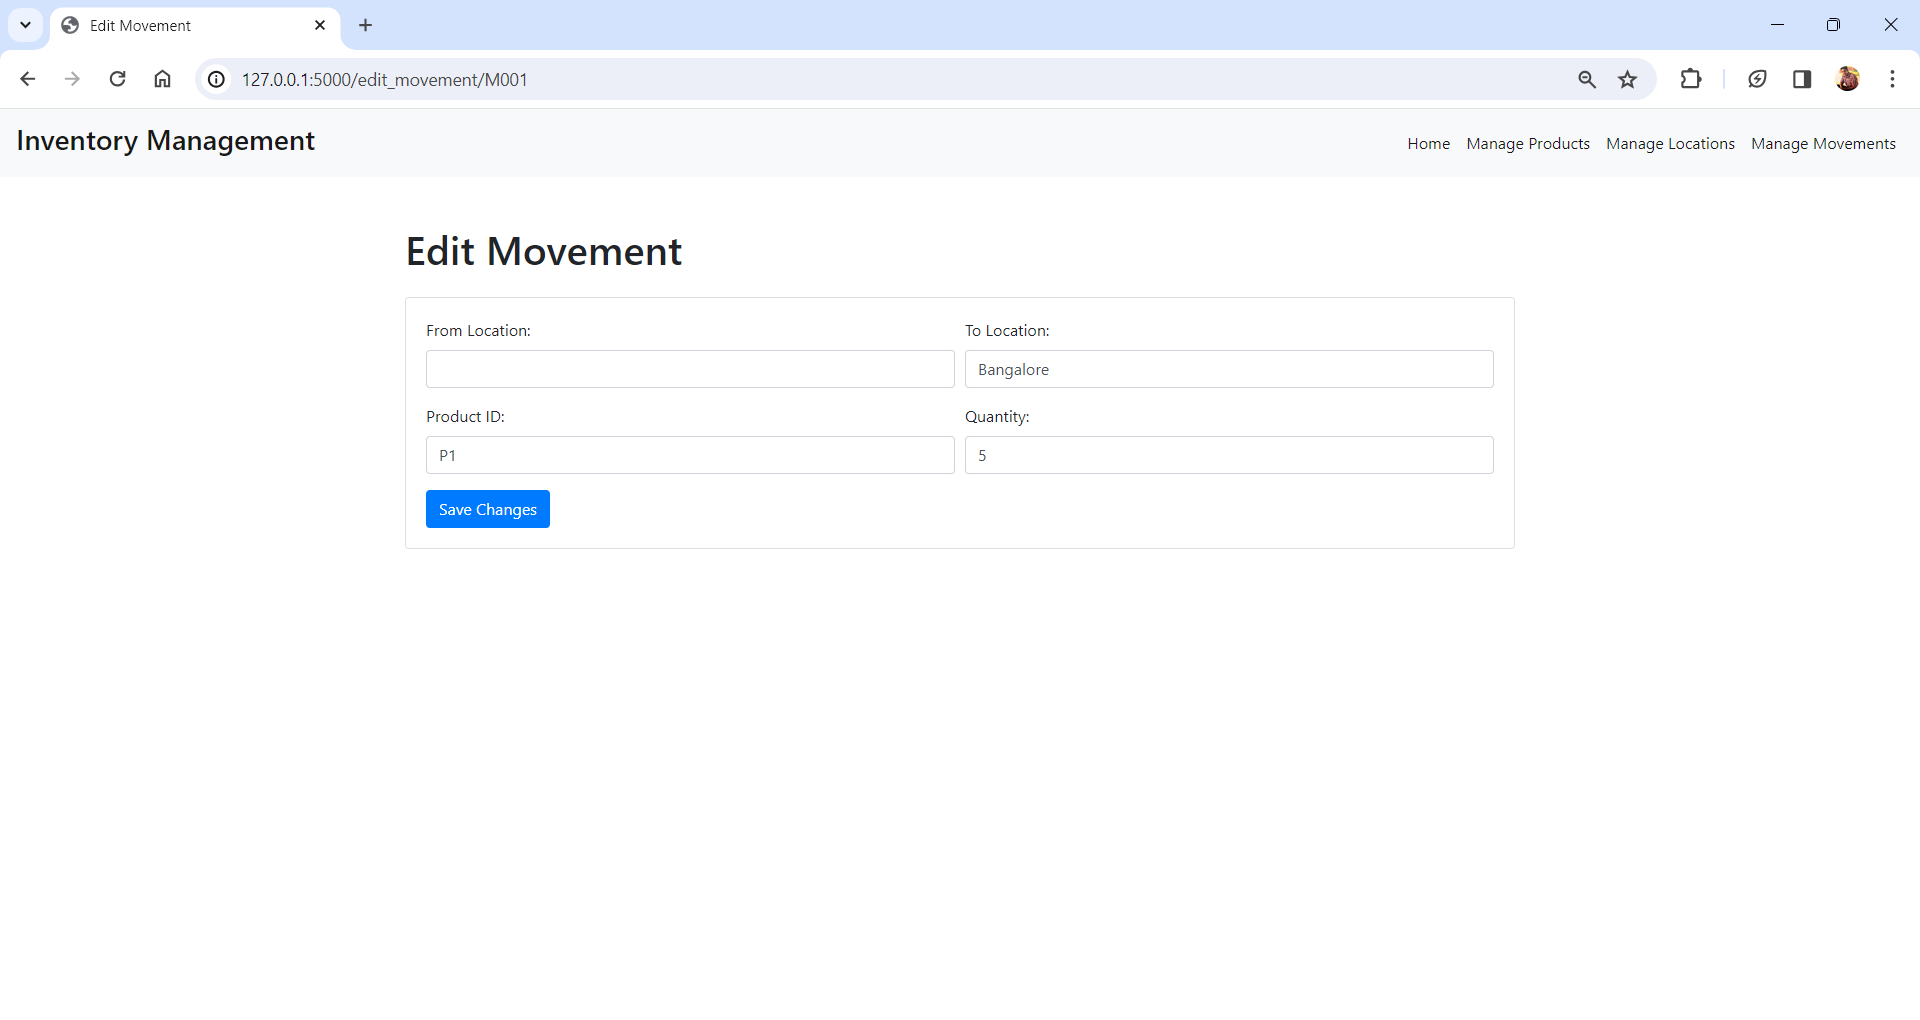 Edit Movement
127.0.0.1:5000/edit_movement/M001
Inventory Management
Home Manage Products Manage Locations Manage Movements
Edit Movement
From Location: To Location:
Bangalore
Product ID: Quantity:
P1 5
Save Changes